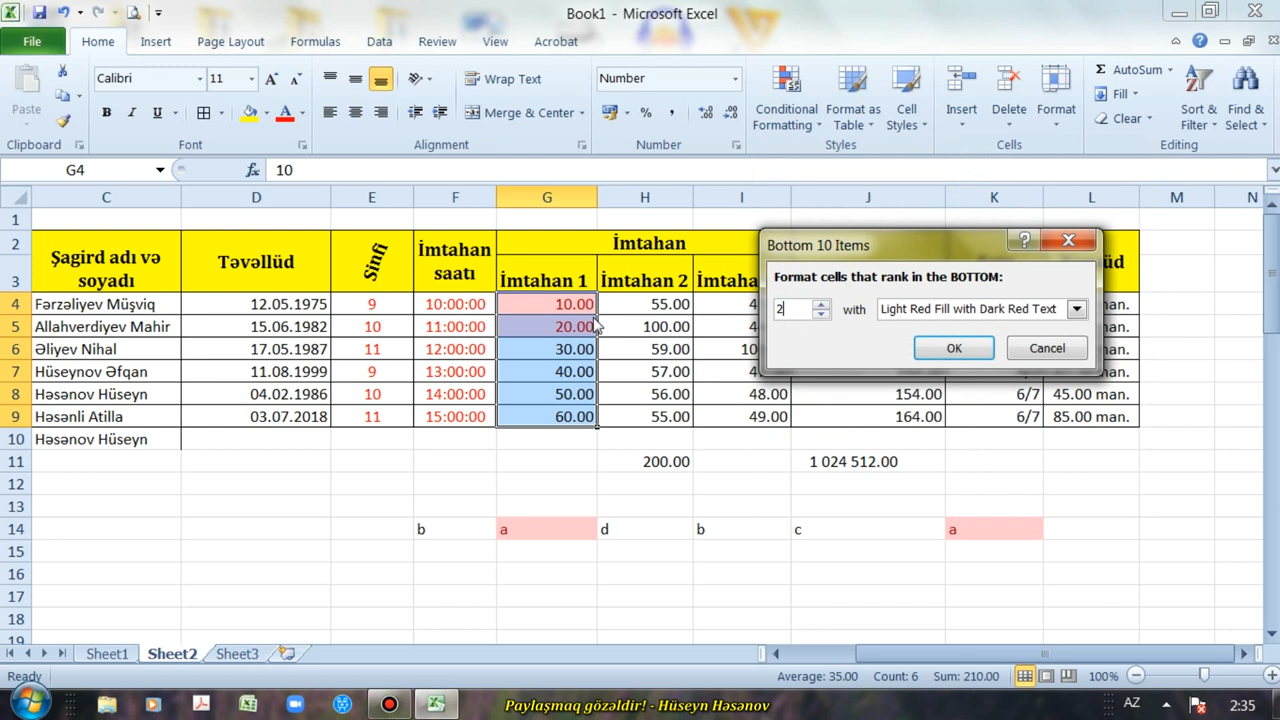 Book1 - Microsoft Excel
File Home Insert Page Layout Formulas Data Review View Acrobat
Paste
Calibri 11
Wrap Text
Merge & Center
Number
Conditional Formatting
Format as Table
Cell Styles
Insert Delete Format
Σ AutoSum
Fill
Clear
Sort & Filter
Find & Select
Clipboard Font Alignment Number Styles Cells Editing
G4 fx 10
C D E F G H I J K L M N
1
2 İmtahan
Şagird adı və soyadı Təvəllüd Sinfi İmtahan saatı
3 İmtahan 1 İmtahan 2
4 Fərzəliyev Müşviq 12.05.1975 9 10:00:00 10.00 55.00
5 Allahverdiyev Mahir 15.06.1982 10 11:00:00 20.00 100.00
6 Əliyev Nihal 17.05.1987 11 12:00:00 30.00 59.00
7 Hüseynov Əfqan 11.08.1999 9 13:00:00 40.00 57.00
8 Həsənov Hüseyn 04.02.1986 10 14:00:00 50.00 56.00 48.00 154.00 6/7 45.00 man.
9 Həsənli Atilla 03.07.2018 11 15:00:00 60.00 55.00 49.00 164.00 6/7 85.00 man.
10 Həsənov Hüseyn
11 200.00 1 024 512.00
12
13
14 b a d b c a
15
16
17
18
19
Bottom 10 Items
Format cells that rank in the BOTTOM:
2 with Light Red Fill with Dark Red Text
OK Cancel
Sheet1 Sheet2 Sheet3
Ready Average: 35.00 Count: 6 Sum: 210.00 100%
Paylaşmaq gözəldir! - Hüseyn Həsənov
AZ 2:35